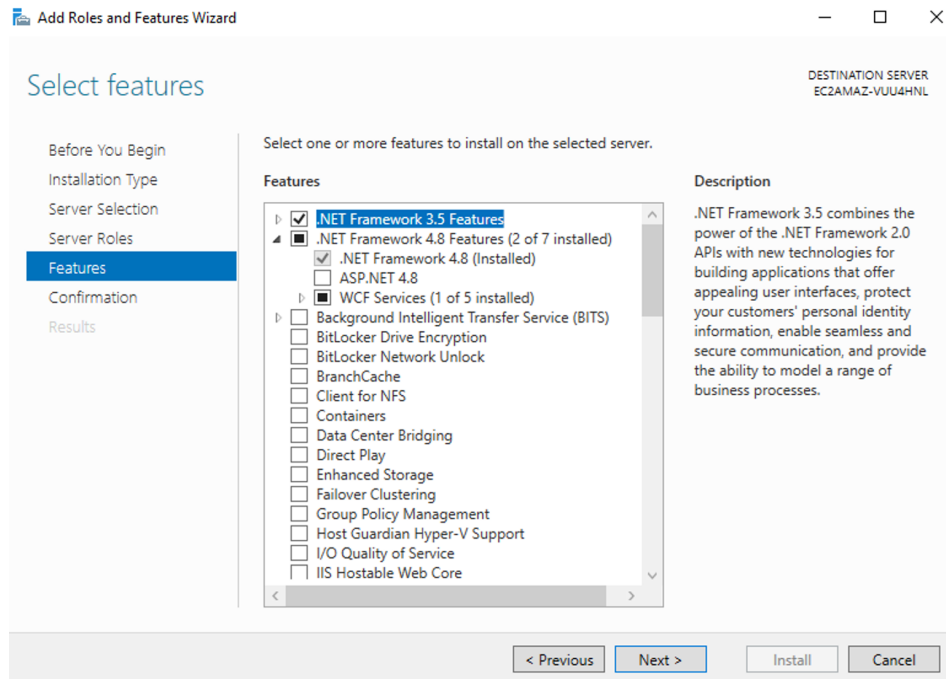 Add Roles and Features Wizard
Select features
DESTINATION SERVER
EC2AMAZ-VUU4HNL
Before You Begin
Installation Type
Server Selection
Server Roles
Features
Confirmation
Results
Select one or more features to install on the selected server.
Features
.NET Framework 3.5 Features
.NET Framework 4.8 Features (2 of 7 installed)
.NET Framework 4.8 (Installed)
ASP.NET 4.8
WCF Services (1 of 5 installed)
Background Intelligent Transfer Service (BITS)
BitLocker Drive Encryption
BitLocker Network Unlock
BranchCache
Client for NFS
Containers
Data Center Bridging
Direct Play
Enhanced Storage
Failover Clustering
Group Policy Management
Host Guardian Hyper-V Support
I/O Quality of Service
IIS Hostable Web Core
Description
.NET Framework 3.5 combines the
power of the .NET Framework 2.0
APIs with new technologies for
building applications that offer
appealing user interfaces, protect
your customers' personal identity
information, enable seamless and
secure communication, and provide
the ability to model a range of
business processes.
< Previous
Next >
Install
Cancel